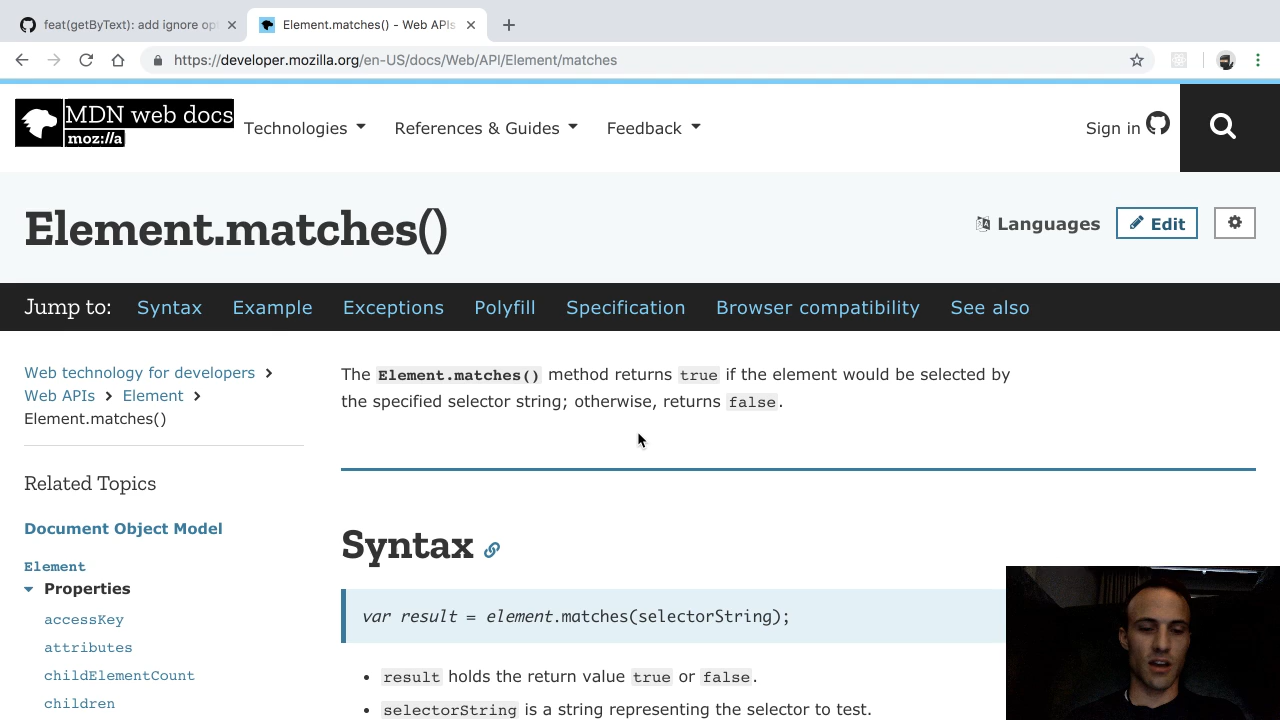 feat(getByText): add ignore opt
Element.matches() - Web APIs
https://developer.mozilla.org/en-US/docs/Web/API/Element/matches
MDN web docs
moz://a
Technologies
References & Guides
Feedback
Sign in
Element.matches()
Languages
Edit
Jump to:
Syntax
Example
Exceptions
Polyfill
Specification
Browser compatibility
See also
Web technology for developers
Web APIs
Element
Element.matches()
Related Topics
Document Object Model
Element
Properties
accessKey
attributes
childElementCount
children
The Element.matches() method returns true if the element would be selected by
the specified selector string; otherwise, returns false.
Syntax
var result = element.matches(selectorString);
result holds the return value true or false.
selectorString is a string representing the selector to test.